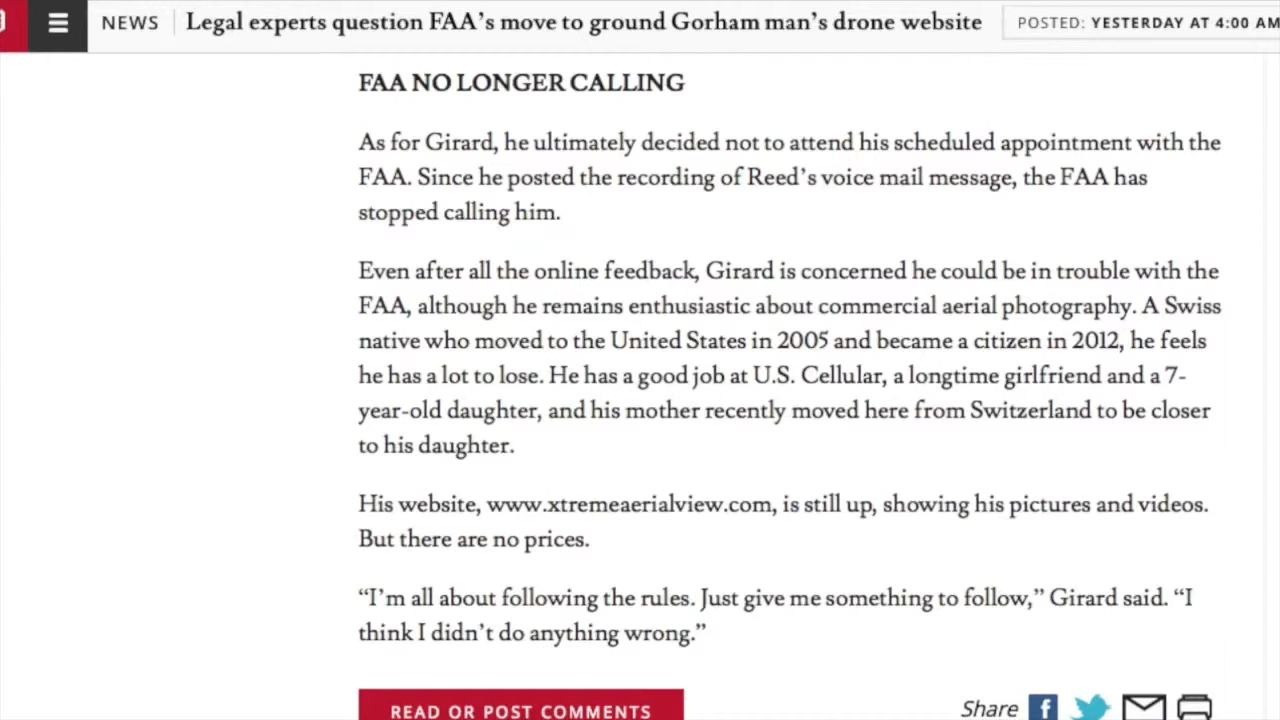 NEWS Legal experts question FAA’s move to ground Gorham man’s drone website POSTED: YESTERDAY AT 4:00 AM
FAA NO LONGER CALLING
As for Girard, he ultimately decided not to attend his scheduled appointment with the
FAA. Since he posted the recording of Reed’s voice mail message, the FAA has
stopped calling him.
Even after all the online feedback, Girard is concerned he could be in trouble with the
FAA, although he remains enthusiastic about commercial aerial photography. A Swiss
native who moved to the United States in 2005 and became a citizen in 2012, he feels
he has a lot to lose. He has a good job at U.S. Cellular, a longtime girlfriend and a 7-
year-old daughter, and his mother recently moved here from Switzerland to be closer
to his daughter.
His website, www.xtremeaerialview.com, is still up, showing his pictures and videos.
But there are no prices.
“I’m all about following the rules. Just give me something to follow,” Girard said. “I
think I didn’t do anything wrong.”
READ OR POST COMMENTS Share f